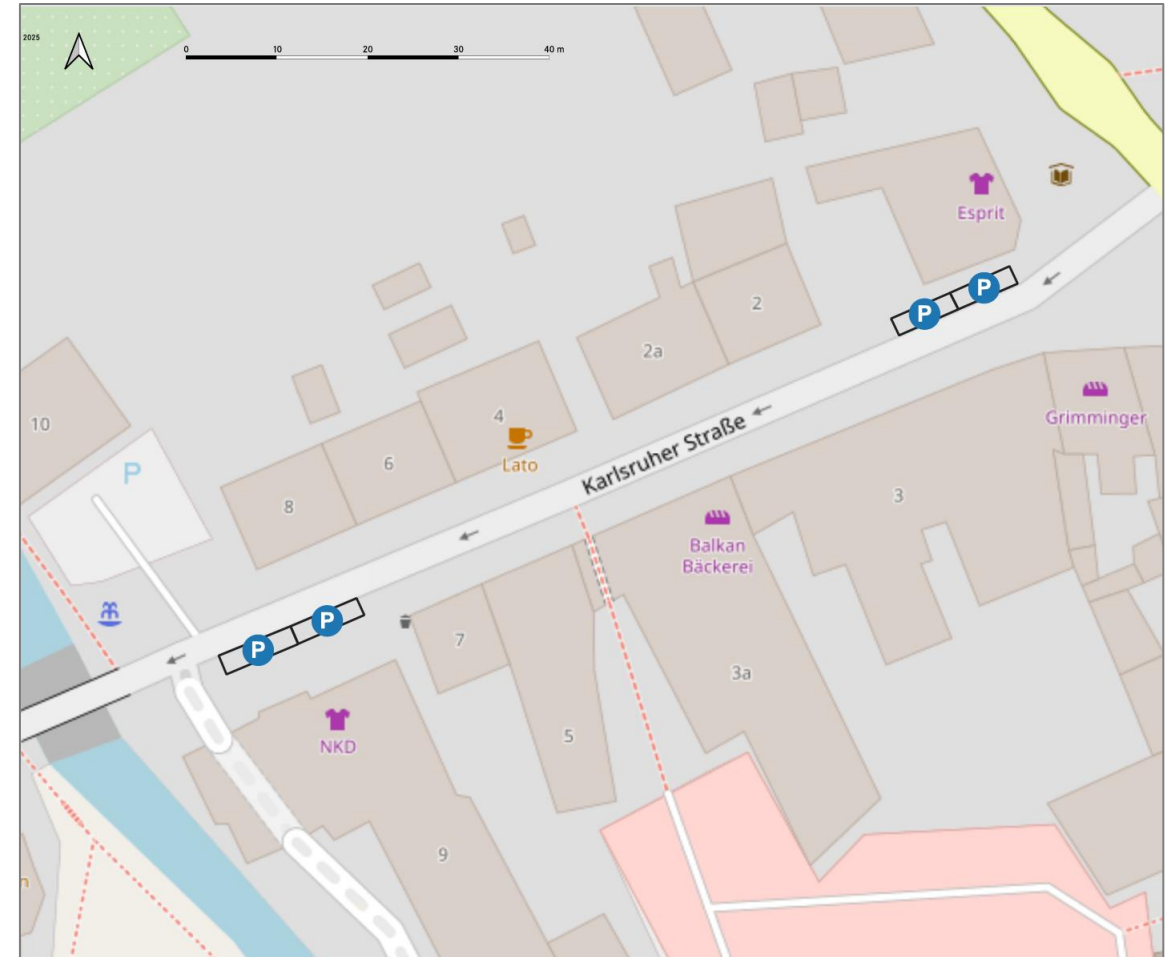 2025
0 10 20 30 40 m
Esprit
2
2a
10
4
Lato
6
8
Karlsruher Straße
Grimminger
3
P
P
P
Balkan
Bäckerei
P
P
7
3a
NKD
5
9
n